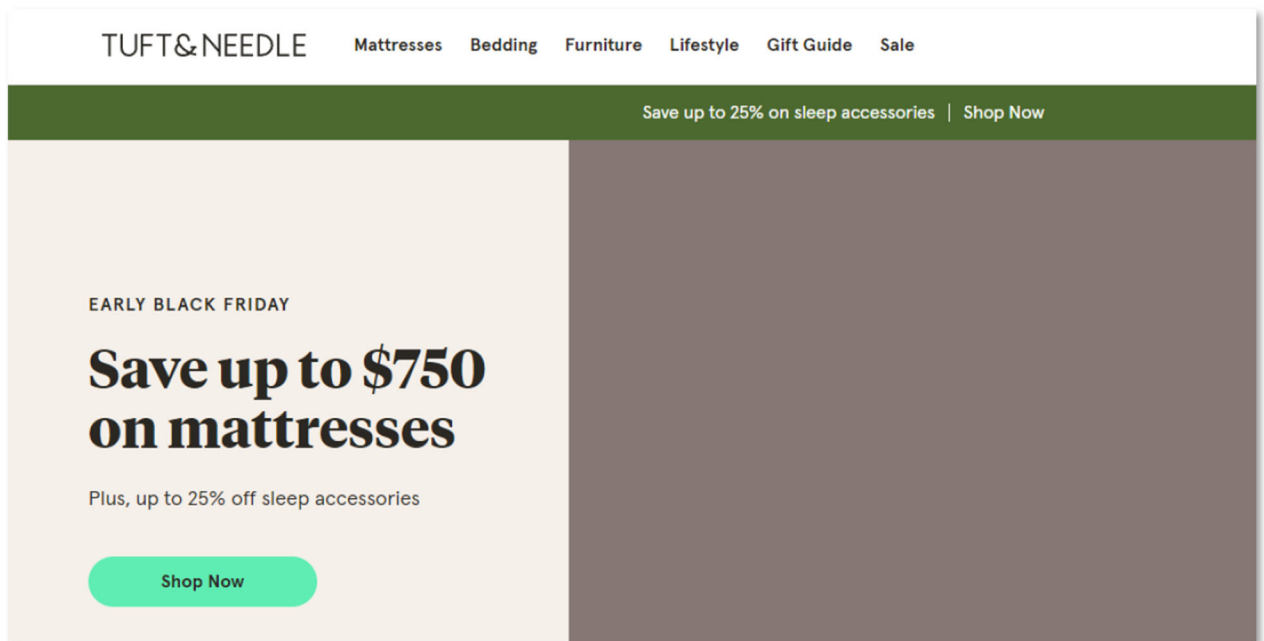 TUFT&NEEDLE Mattresses Bedding Furniture Lifestyle Gift Guide Sale
Save up to 25% on sleep accessories | Shop Now
EARLY BLACK FRIDAY
Save up to $750
on mattresses
Plus, up to 25% off sleep accessories
Shop Now